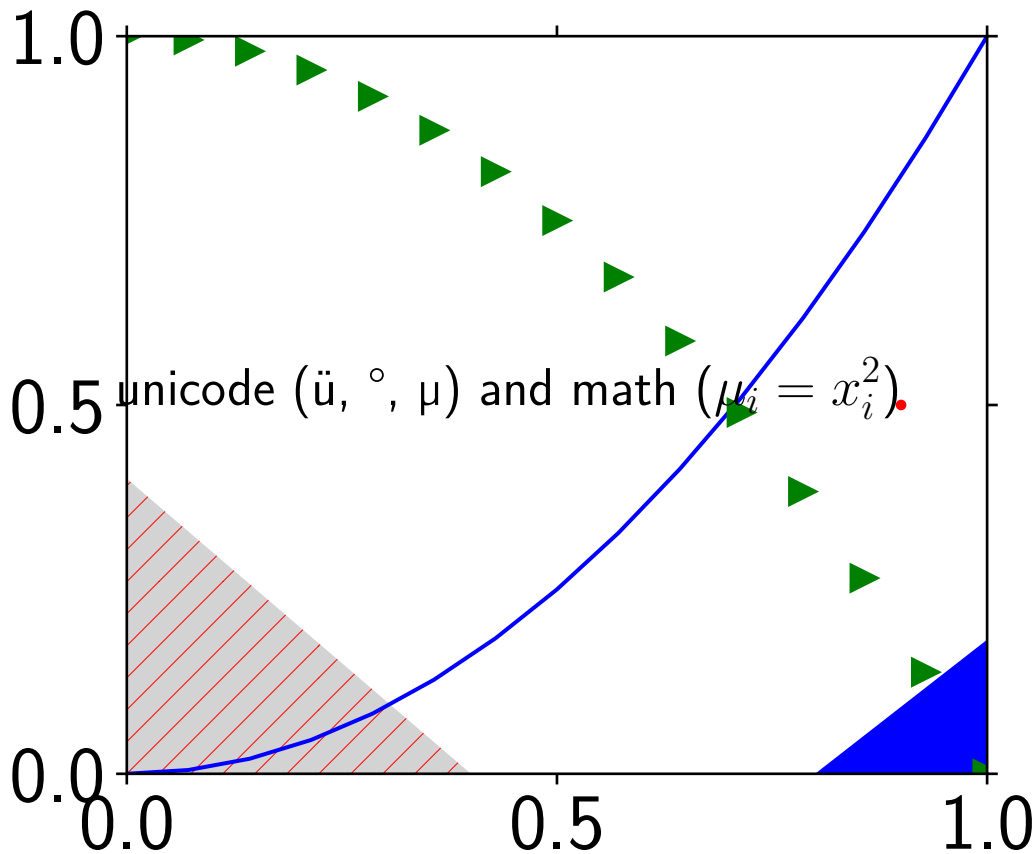 1.0
0.5
unicode (ü, °, µ) and math (μ_i = x_i^2)
0.0
0.0 0.5 1.0